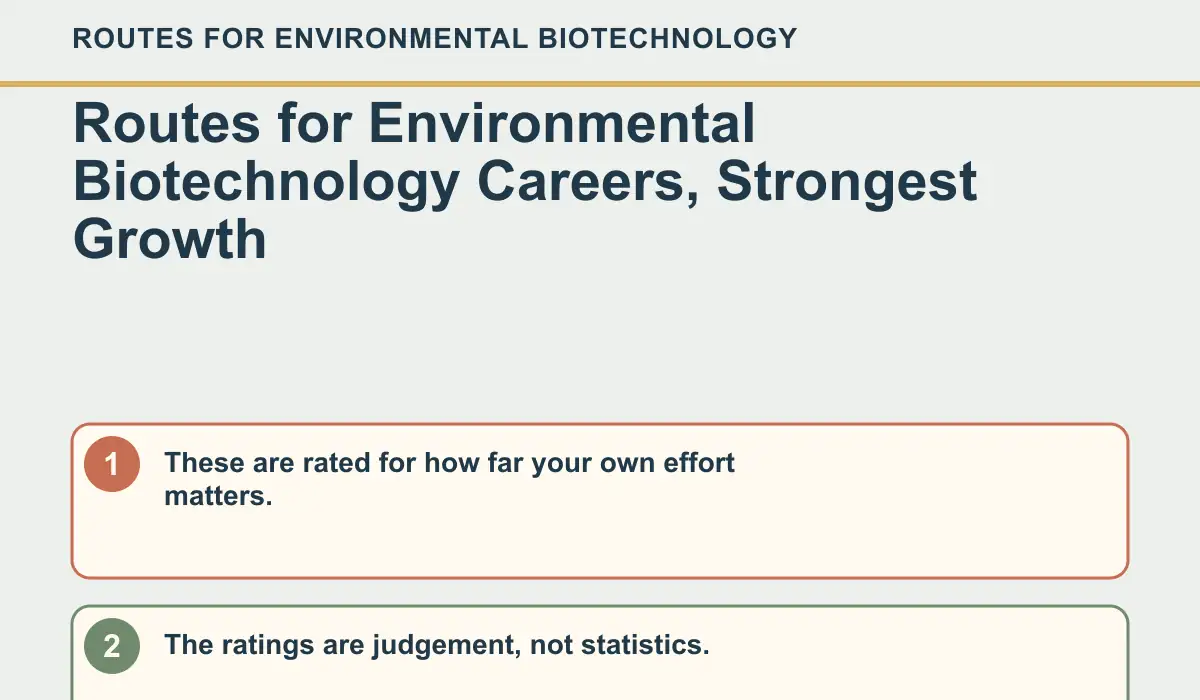 ROUTES FOR ENVIRONMENTAL BIOTECHNOLOGY
Routes for Environmental
Biotechnology Careers, Strongest
Growth
1
These are rated for how far your own effort
matters.
2
The ratings are judgement, not statistics.